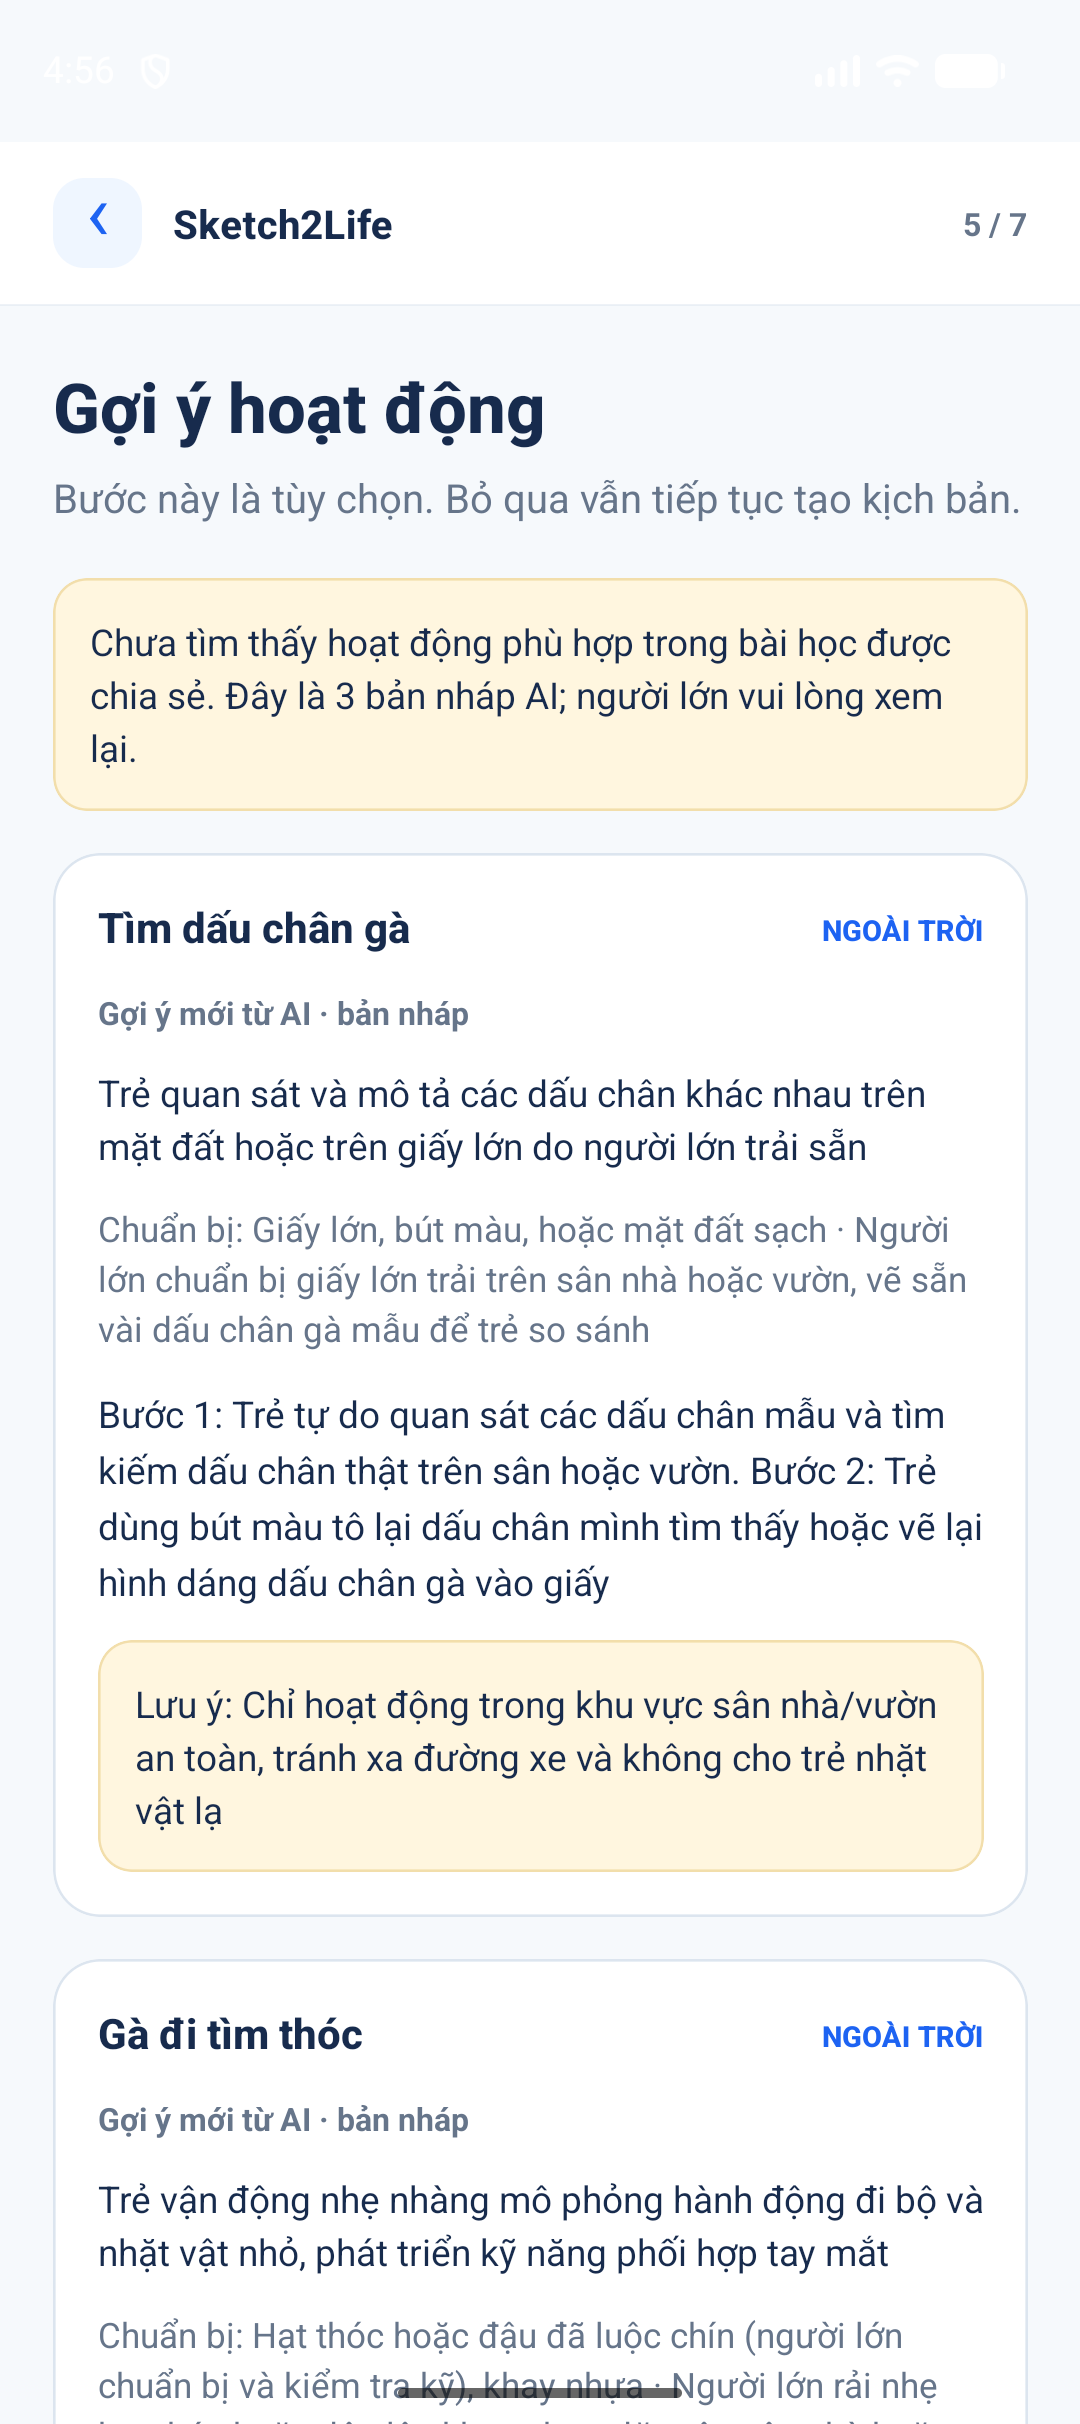 4:56
Sketch2Life
5 / 7
Gợi ý hoạt động
Bước này là tùy chọn. Bỏ qua vẫn tiếp tục tạo kịch bản.
Chưa tìm thấy hoạt động phù hợp trong bài học được
chia sẻ. Đây là 3 bản nháp AI; người lớn vui lòng xem
lại.
Tìm dấu chân gà
NGOÀI TRỜI
Gợi ý mới từ AI · bản nháp
Trẻ quan sát và mô tả các dấu chân khác nhau trên
mặt đất hoặc trên giấy lớn do người lớn trải sẵn
Chuẩn bị: Giấy lớn, bút màu, hoặc mặt đất sạch · Người
lớn chuẩn bị giấy lớn trải trên sân nhà hoặc vườn, vẽ sẵn
vài dấu chân gà mẫu để trẻ so sánh
Bước 1: Trẻ tự do quan sát các dấu chân mẫu và tìm
kiếm dấu chân thật trên sân hoặc vườn. Bước 2: Trẻ
dùng bút màu tô lại dấu chân mình tìm thấy hoặc vẽ lại
hình dáng dấu chân gà vào giấy
Lưu ý: Chỉ hoạt động trong khu vực sân nhà/vườn
an toàn, tránh xa đường xe và không cho trẻ nhặt
vật lạ
Gà đi tìm thóc
NGOÀI TRỜI
Gợi ý mới từ AI · bản nháp
Trẻ vận động nhẹ nhàng mô phỏng hành động đi bộ và
nhặt vật nhỏ, phát triển kỹ năng phối hợp tay mắt
Chuẩn bị: Hạt thóc hoặc đậu đã luộc chín (người lớn
chuẩn bị và kiểm tra kỹ), khay nhựa · Người lớn rải nhẹ